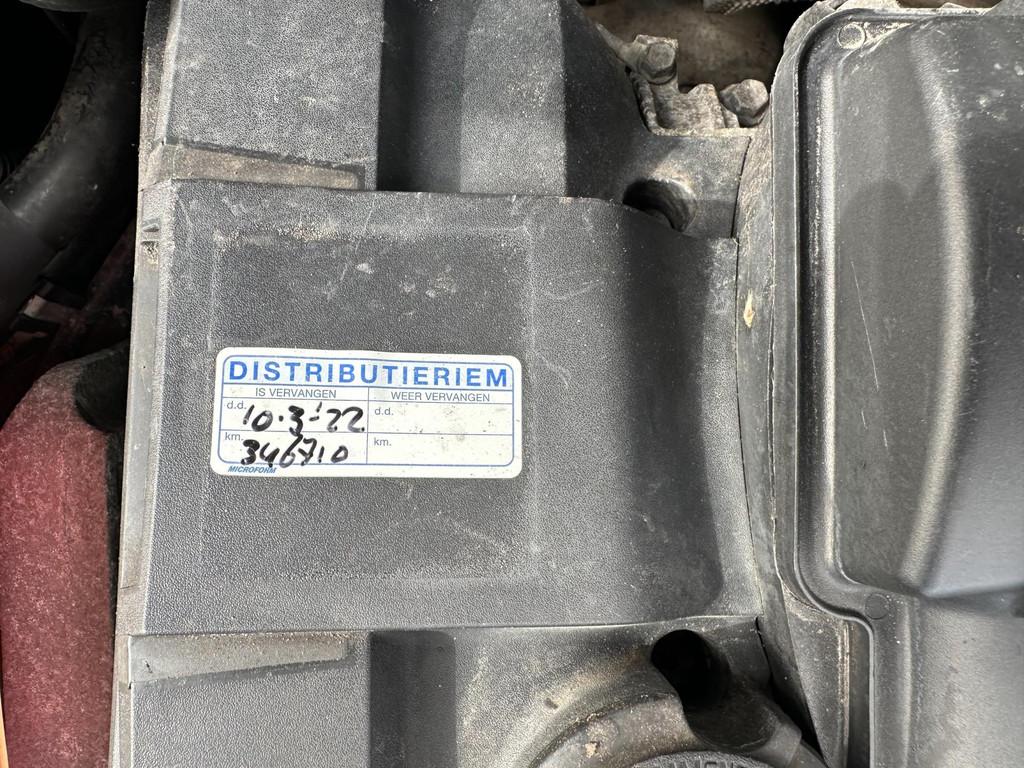 DISTRIBUTIERIEM
IS VERVANGEN WEER VERVANGEN
d.d. 10-3-'22 d.d.
km. 346710 km.
MICROFORM